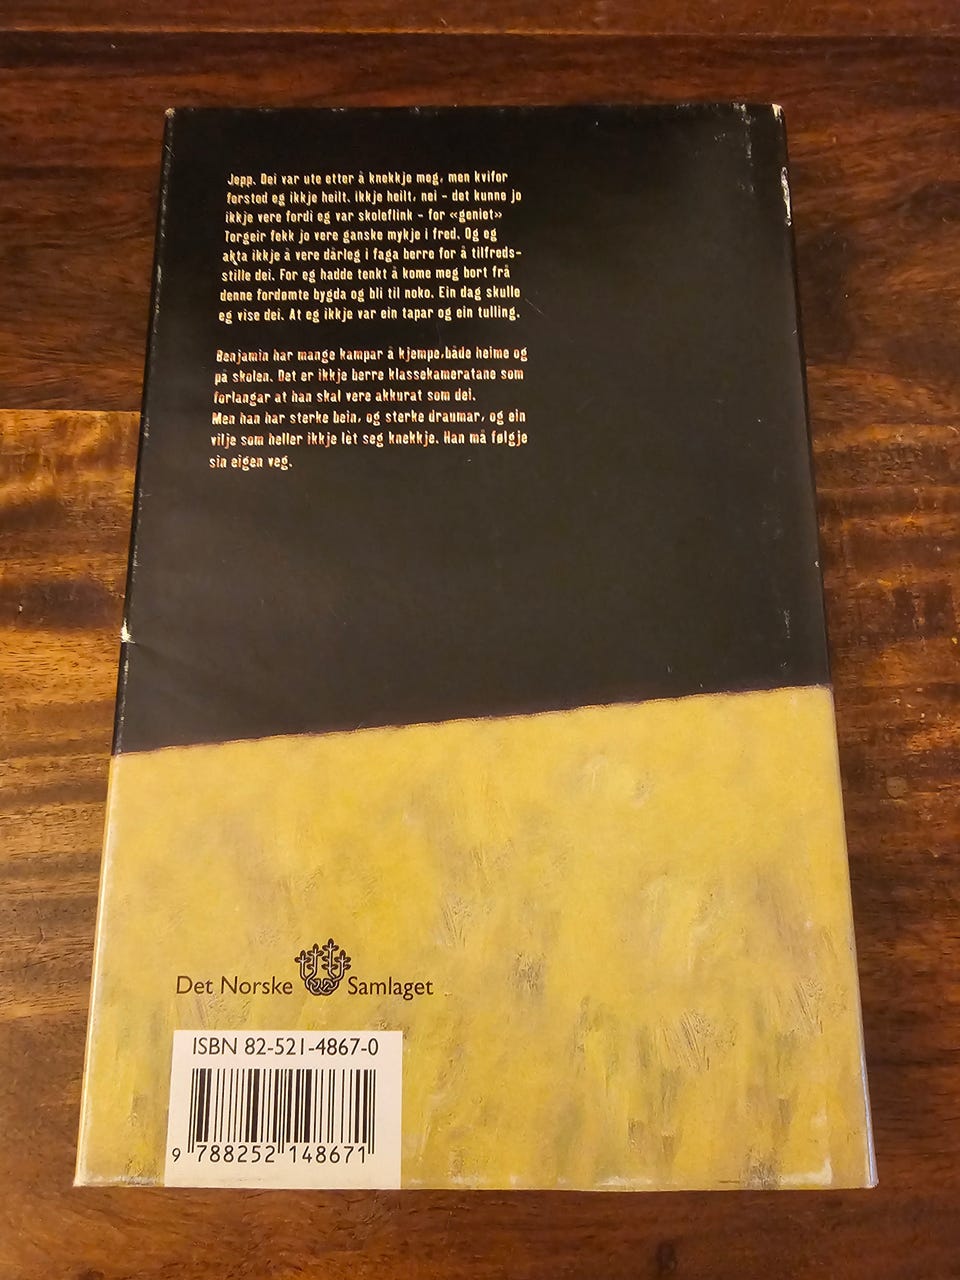 Jepp. Dei var ute etter å knekkje meg, men kvifor
forstod eg ikkje heilt. Ikkje heilt, nei – det kunne jo
ikkje vere fordi eg var skoleflink – for «geniet»
Torgeir fekk jo vere ganske mykje i fred. Og eg
akta ikkje å vere dårleg i faga berre for å tilfreds-
stille dei. For eg hadde tenkt å kome meg bort frå
denne fordømte bygda og bli til noko. Ein dag skulle
eg vise dei. At eg ikkje var ein tapar og ein tulling.
Benjamin har mange kampar å kjempe,både heime og
på skolen. Det er ikkje berre klassekameratane som
forlangar at han skal vere akkurat som dei.
Men han har sterke bein, og sterke draumar, og ein
vilje som heller ikkje lèt seg knekkje. Han må følgje
sin eigen veg.
Det Norske Samlaget
ISBN 82-521-4867-0
9 788252 148671